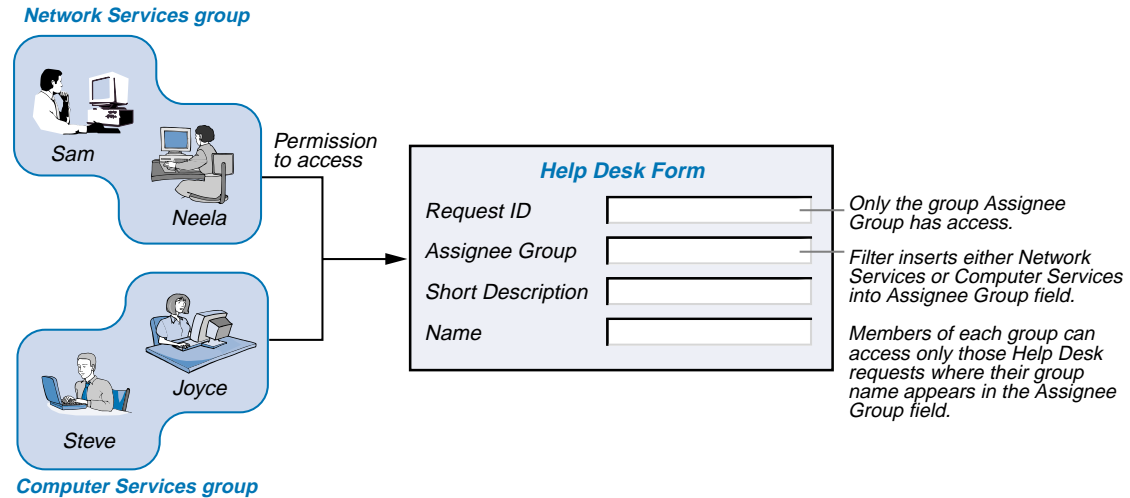 Network Services group
Sam
Neela
Permission
to access
Help Desk Form
Request ID
Assignee Group
Short Description
Name
Only the group Assignee
Group has access.
Filter inserts either Network
Services or Computer Services
into Assignee Group field.
Members of each group can
access only those Help Desk
requests where their group
name appears in the Assignee
Group field.
Joyce
Steve
Computer Services group